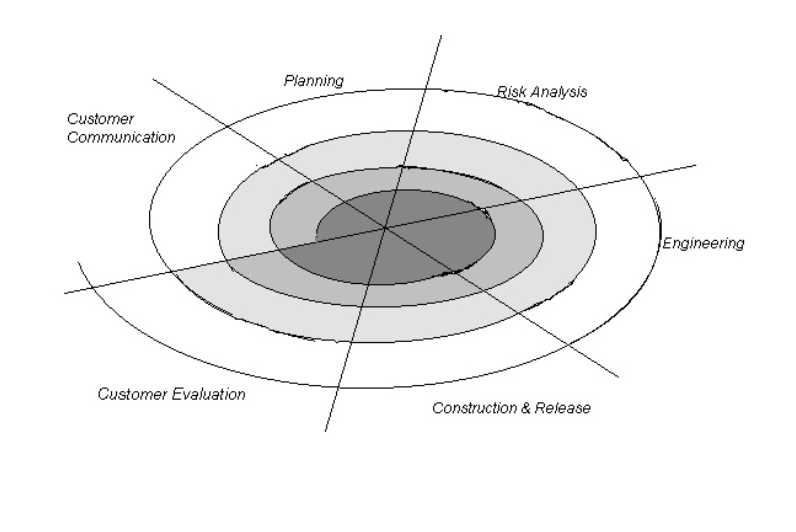 Planning
Risk Analysis
Customer
Communication
Engineering
Customer Evaluation
Construction & Release